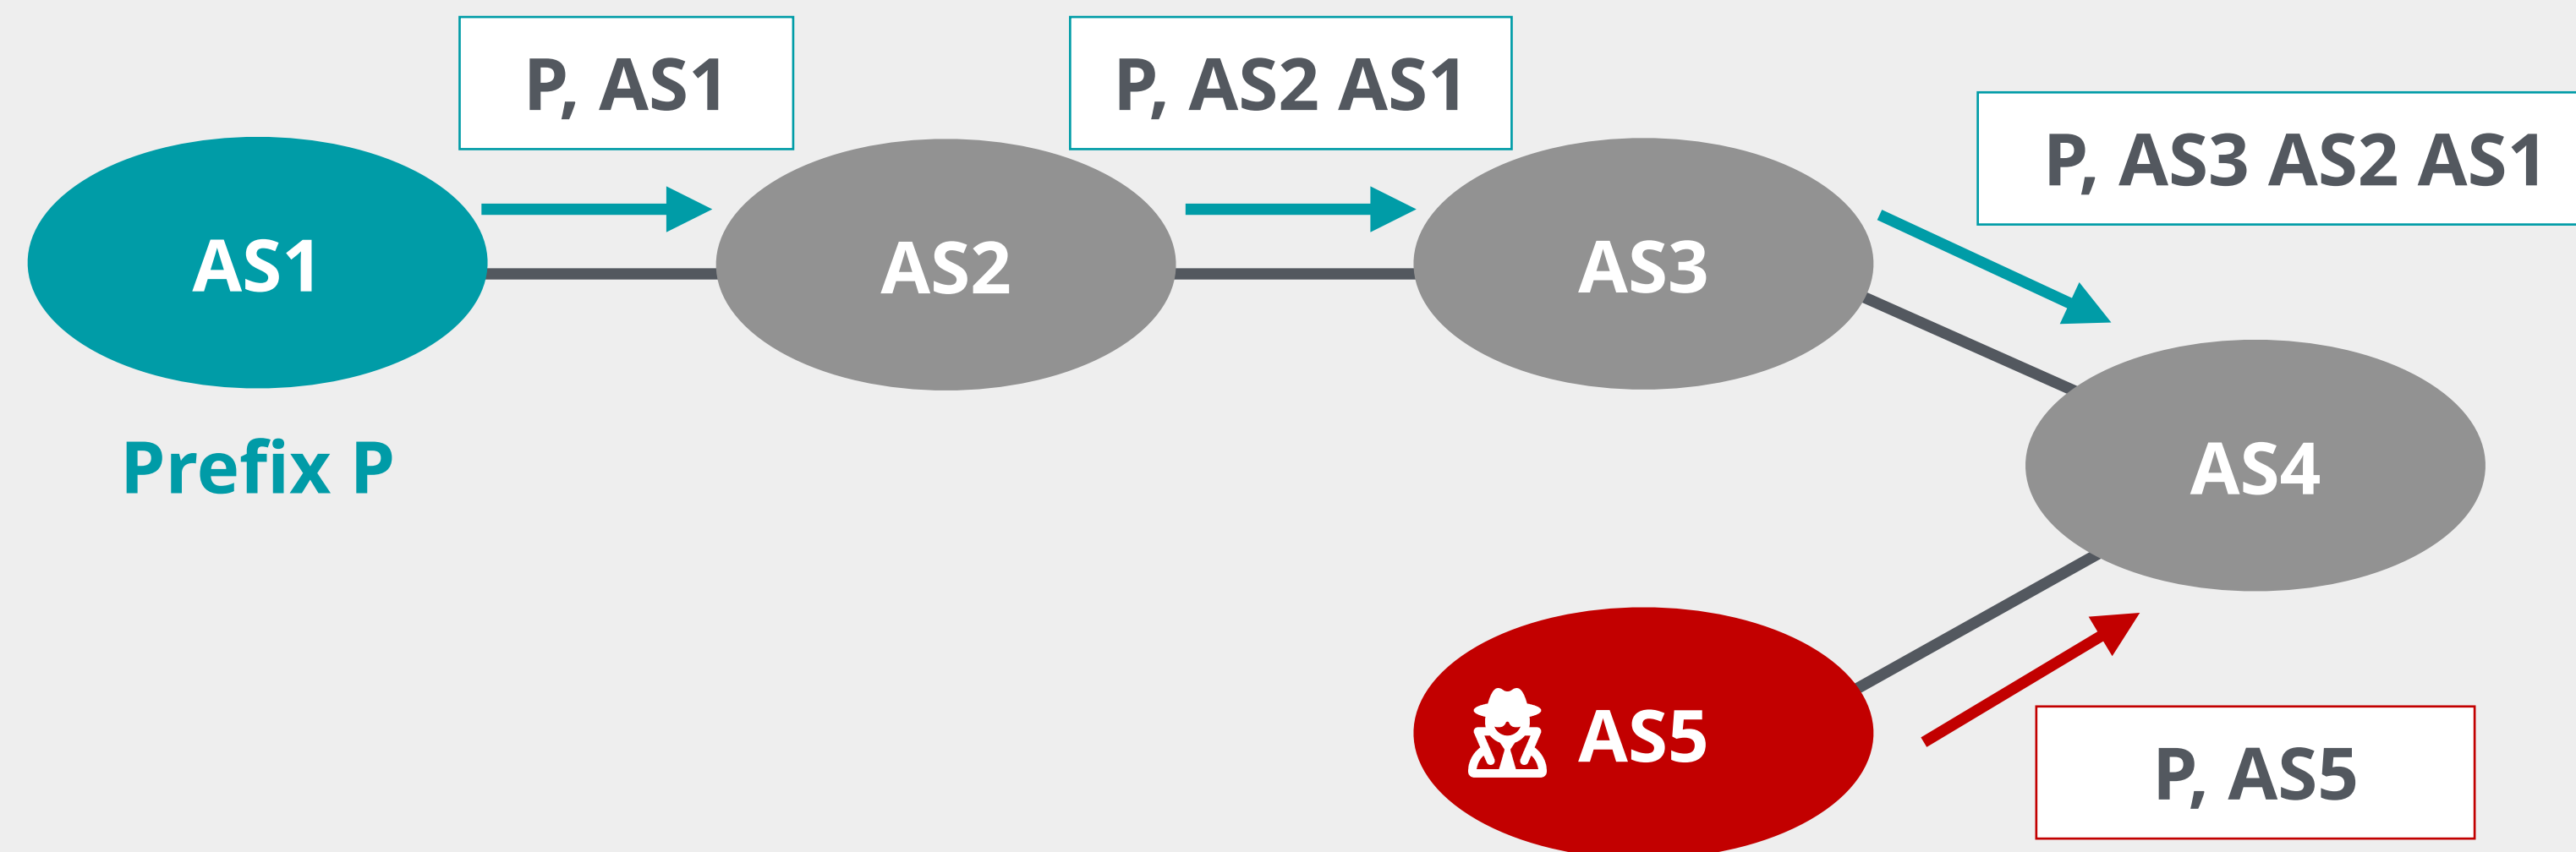 P, AS1
P, AS2 AS1
P, AS3 AS2 AS1
AS1
AS2
AS3
Prefix P
AS4
AS5
P, AS5